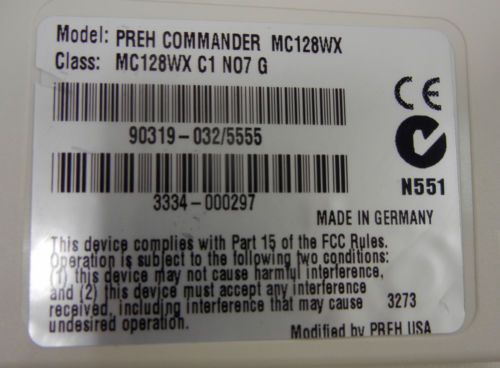 Model: PREH COMMANDER MC128WX
Class: MC128WX C1 NO7 G
CE
90319-032/5555
N551
3334-000297
MADE IN GERMANY
This device complies with Part 15 of the FCC Rules.
Operation is subject to the following two conditions:
(1) this device may not cause harmful interference,
and (2) this device must accept any interference
received, including interference that may cause
3273
undesired operation.
Modified by PREH USA